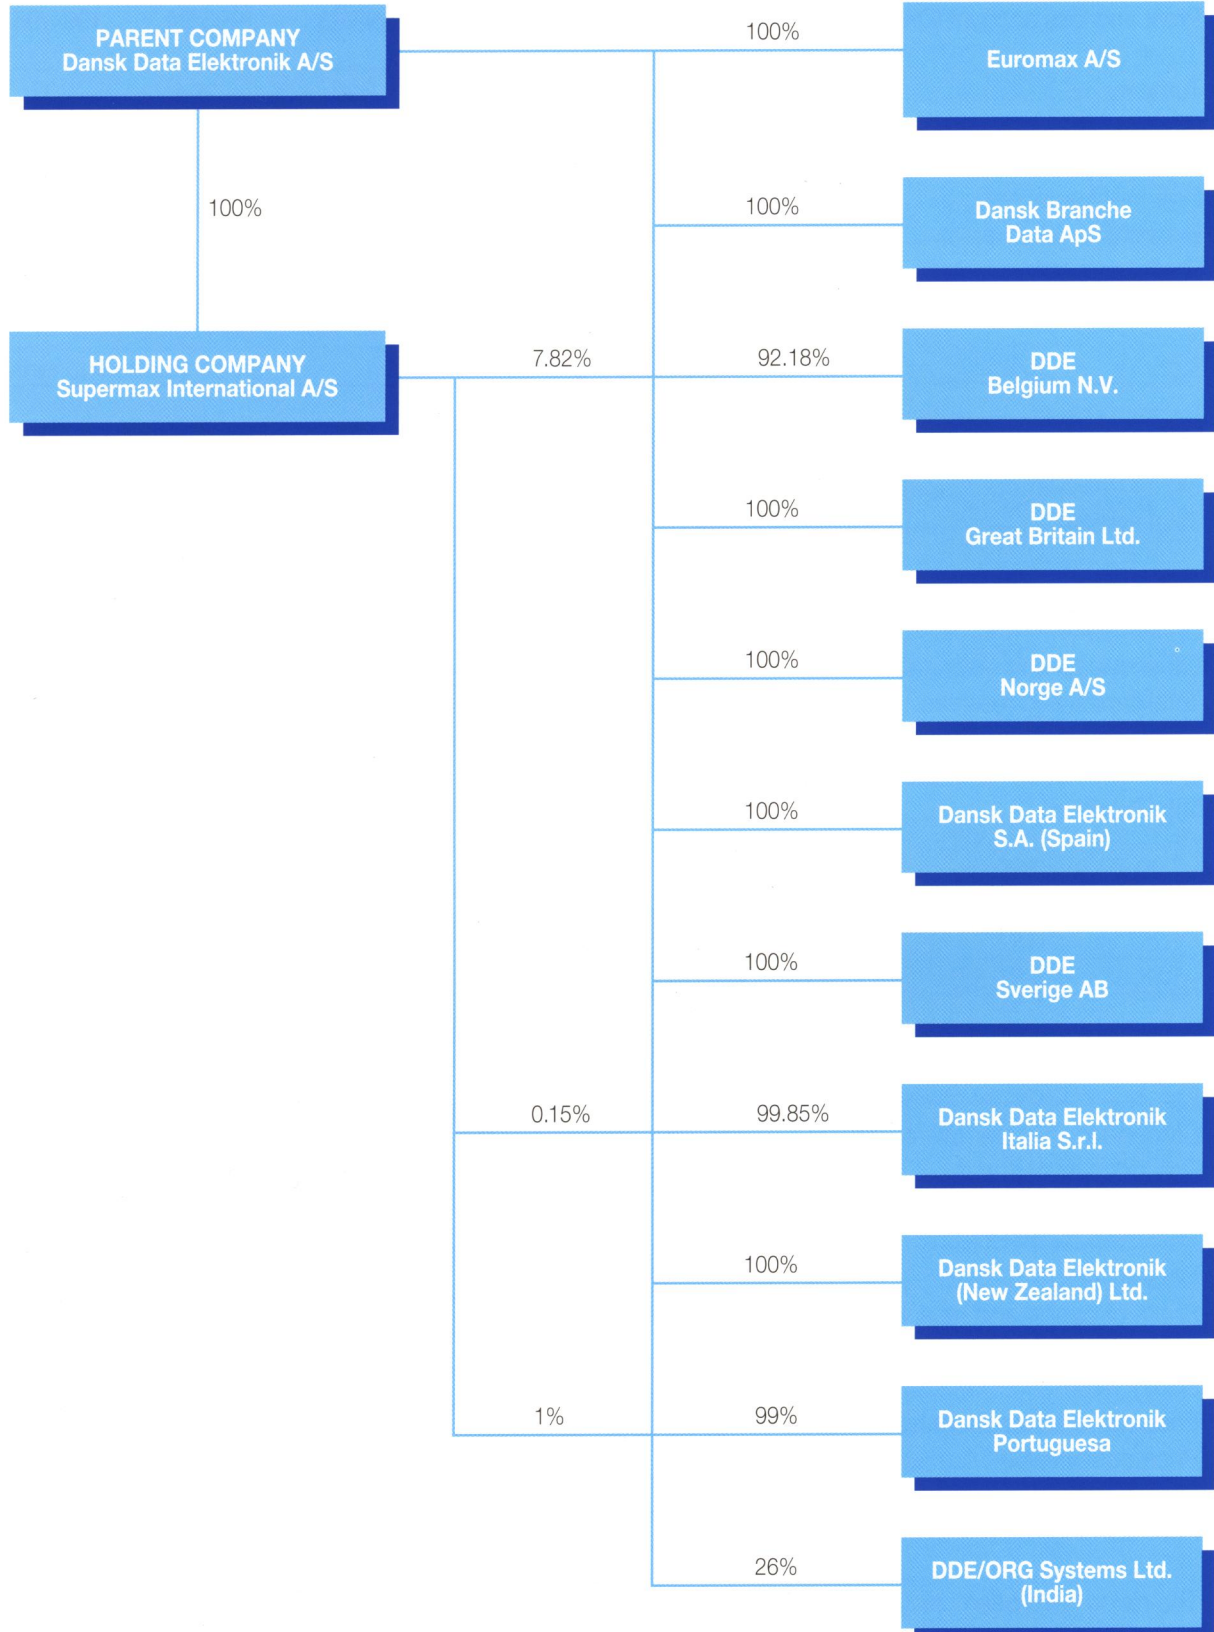 PARENT COMPANY
Dansk Data Elektronik A/S
100%
Euromax A/S
100%
100%
Dansk Branche
Data ApS
HOLDING COMPANY
Supermax International A/S
7.82%
92.18%
DDE
Belgium N.V.
100%
DDE
Great Britain Ltd.
100%
DDE
Norge A/S
100%
Dansk Data Elektronik
S.A. (Spain)
100%
DDE
Sverige AB
0.15%
99.85%
Dansk Data Elektronik
Italia S.r.l.
100%
Dansk Data Elektronik
(New Zealand) Ltd.
1%
99%
Dansk Data Elektronik
Portuguesa
26%
DDE/ORG Systems Ltd.
(India)